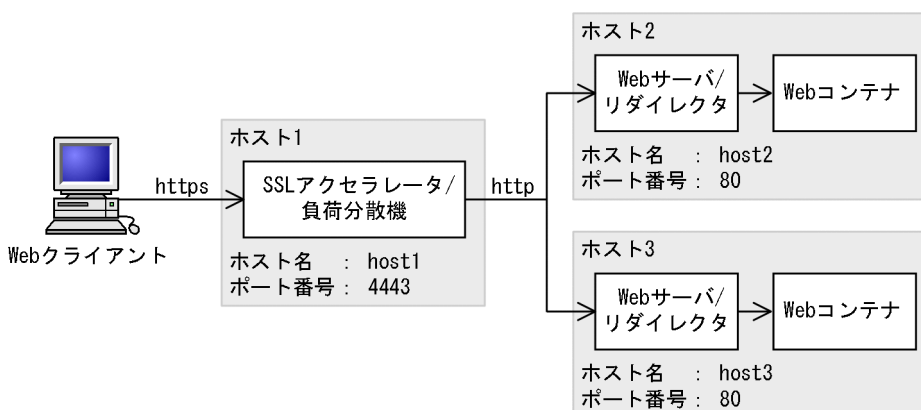 ホスト2
Webサーバ/
リダイレクタ
Webコンテナ
ホスト名 : host2
ポート番号: 80
ホスト1
https
SSLアクセラレータ/
負荷分散機
http
Webクライアント
ホスト名 : host1
ポート番号: 4443
ホスト3
Webサーバ/
リダイレクタ
Webコンテナ
ホスト名 : host3
ポート番号: 80